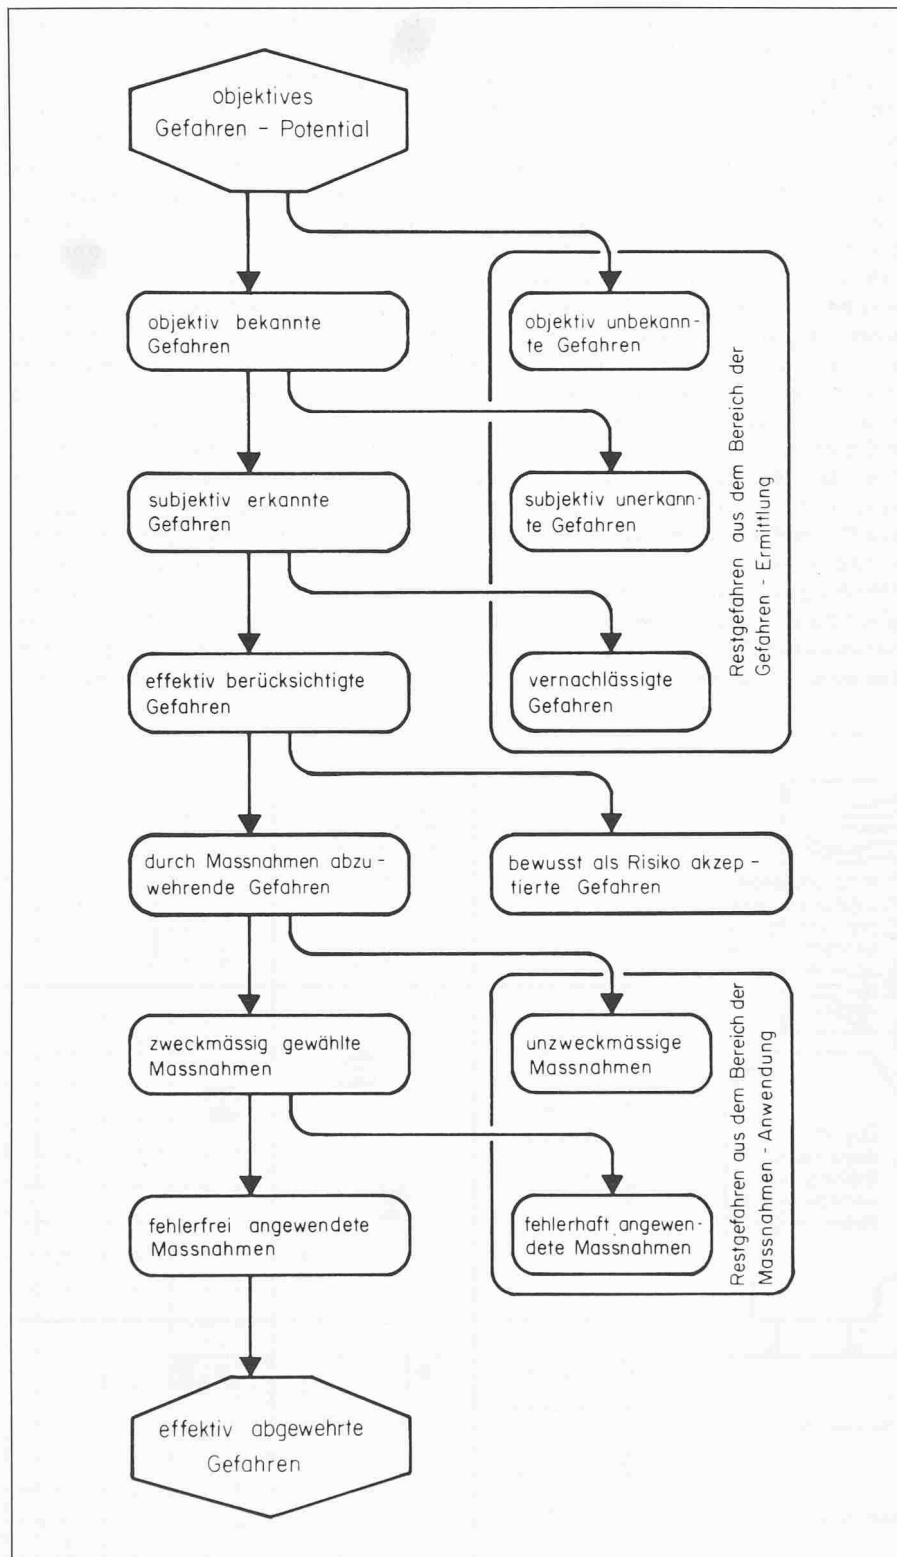 objektives
Gefahren - Potential
objektiv bekannte
Gefahren
objektiv unbekann-
te Gefahren
subjektiv erkannte
Gefahren
subjektiv unerkann-
te Gefahren
effektiv berücksichtigte
Gefahren
vernachlässigte
Gefahren
Restgefahren aus dem Bereich der
Gefahren - Ermittlung
durch Massnahmen abzu-
wehrende Gefahren
bewusst als Risiko akzep-
tierte Gefahren
zweckmässig gewählte
Massnahmen
unzweckmässige
Massnahmen
fehlerfrei angewendete
Massnahmen
fehlerhaft angewen-
dete Massnahmen
Restgefahren aus dem Bereich der
Massnahmen - Anwendung
effektiv abgewehrte
Gefahren